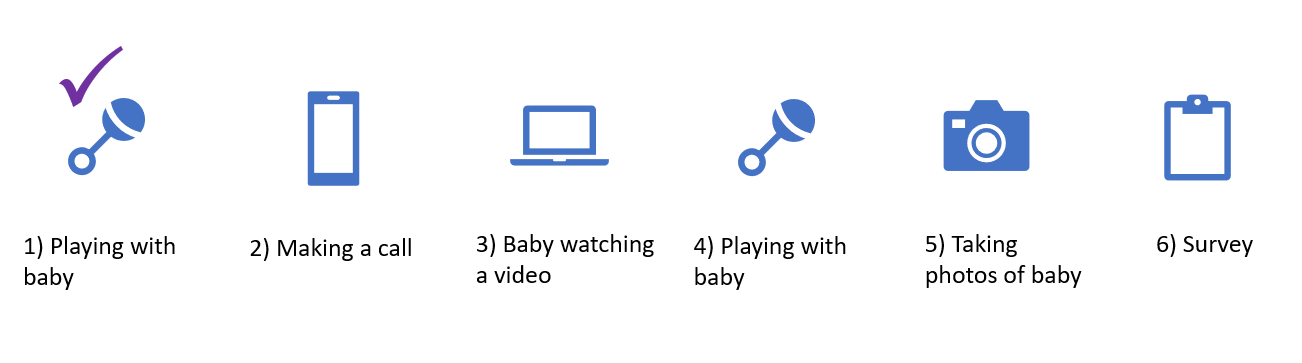 1) Playing with
baby
2) Making a call
3) Baby watching
a video
4) Playing with
baby
5) Taking
photos of baby
6) Survey